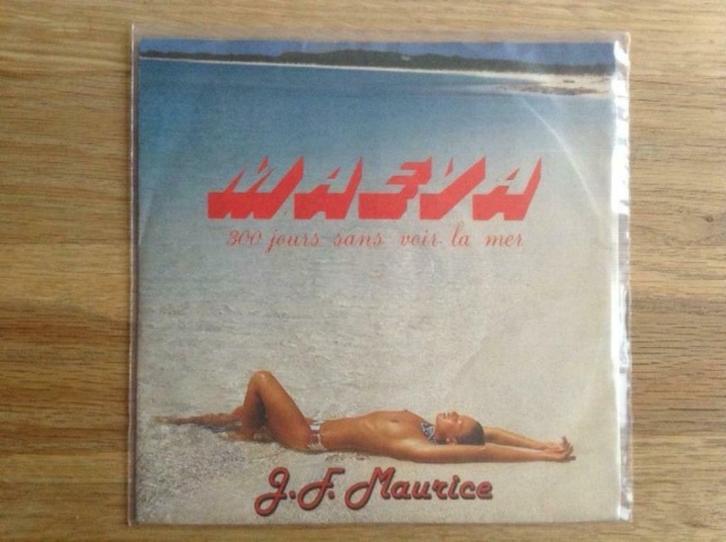 MAEVA
300 jours sans voir la mer
J.F. Maurice